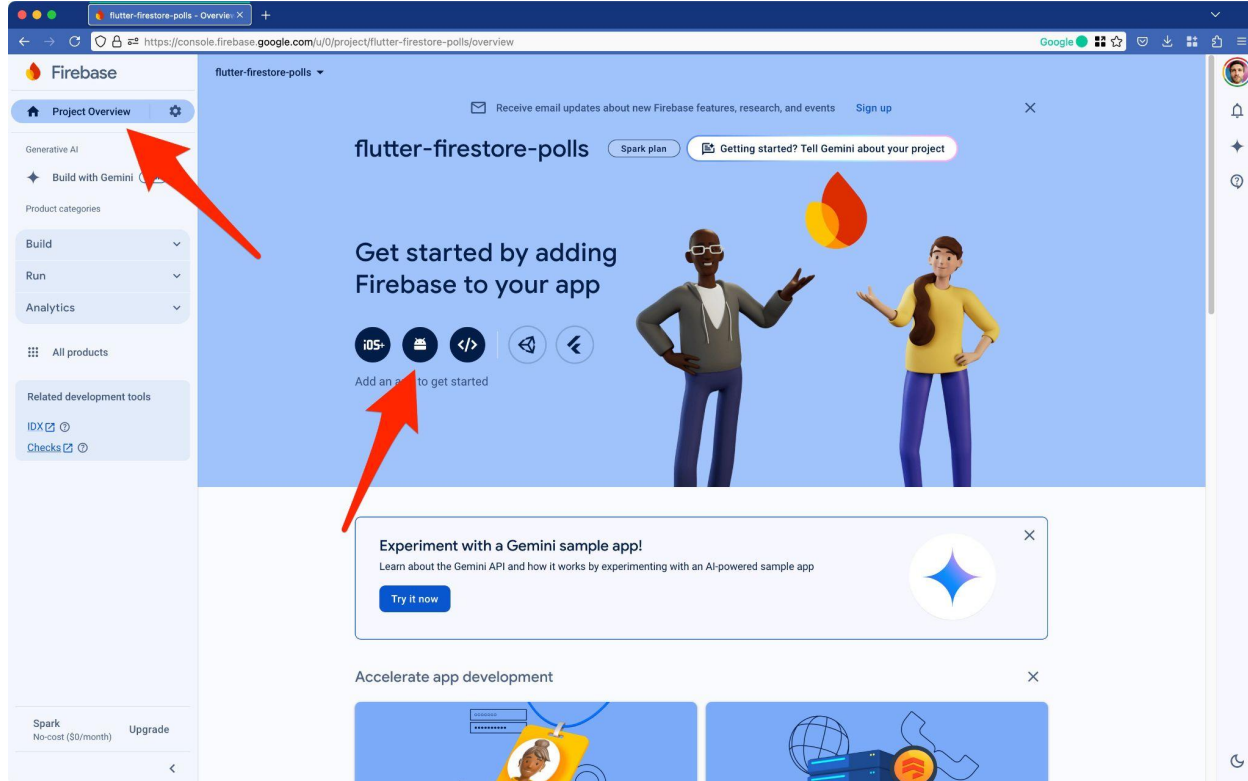 flutter-firestore-polls - Overvie
https://console.firebase.google.com/u/0/project/flutter-firestore-polls/overview
Google
Firebase
flutter-firestore-polls
Receive email updates about new Firebase features, research, and events Sign up
Project Overview
flutter-firestore-polls
Spark plan
Getting started? Tell Gemini about your project
Generative AI
Build with Gemini
Product categories
Build
Run
Analytics
All products
Related development tools
IDX
Checks
Get started by adding
Firebase to your app
iOS+
Add an to get started
Experiment with a Gemini sample app!
Learn about the Gemini API and how it works by experimenting with an AI-powered sample app
Try it now
Accelerate app development
Spark
No-cost ($0/month)
Upgrade